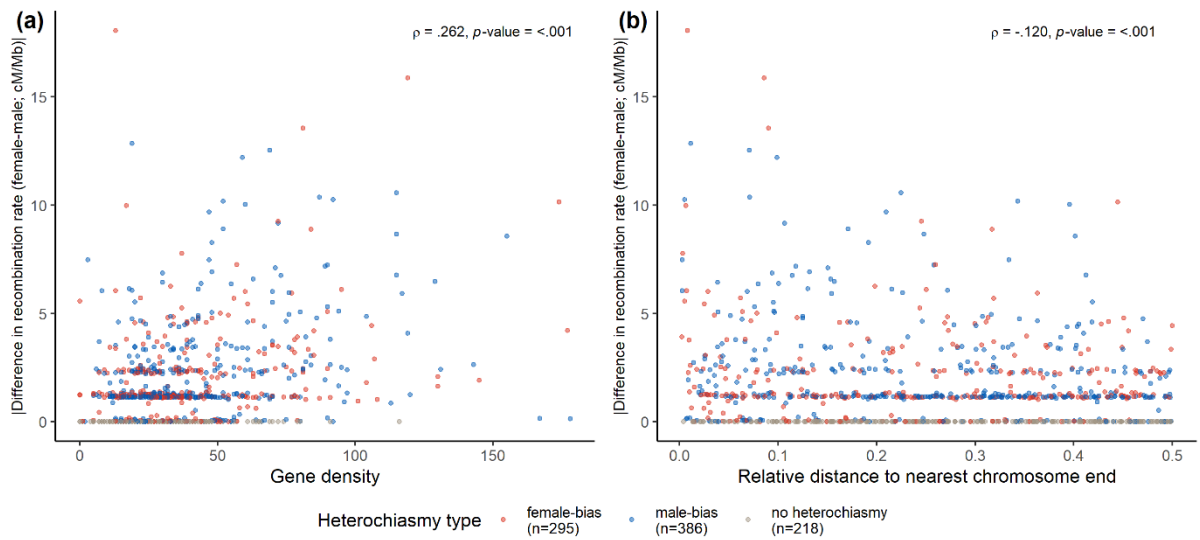 (a)
ρ = .262, p-value = <.001
|Difference in recombination rate (female-male; cM/Mb)|
15
10
5
0
0
50
100
150
Gene density
(b)
ρ = -.120, p-value = <.001
|Difference in recombination rate (female-male; cM/Mb)|
15
10
5
0
0.0
0.1
0.2
0.3
0.4
0.5
Relative distance to nearest chromosome end
Heterochiasmy type
female-bias
(n=295)
male-bias
(n=386)
no heterochiasmy
(n=218)